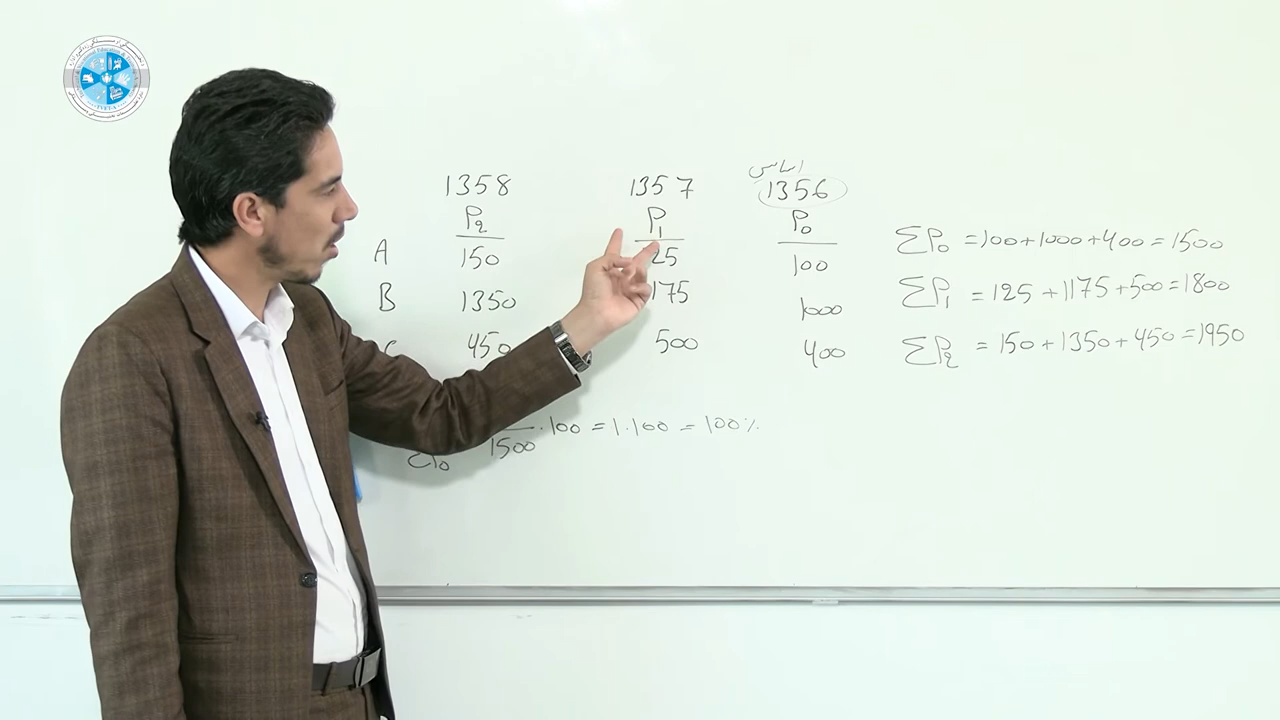 اساس
1358 1357 1356
P2 P1 P0
A 150 25 100
B 1350 175 1000
450 500 400
ΣP0 = 100+1000+400 = 1500
ΣP1 = 125+1175+500 = 1800
ΣP2 = 150+1350+450 = 1950
ΣP0 1500 .100 = 1.100 = 100%